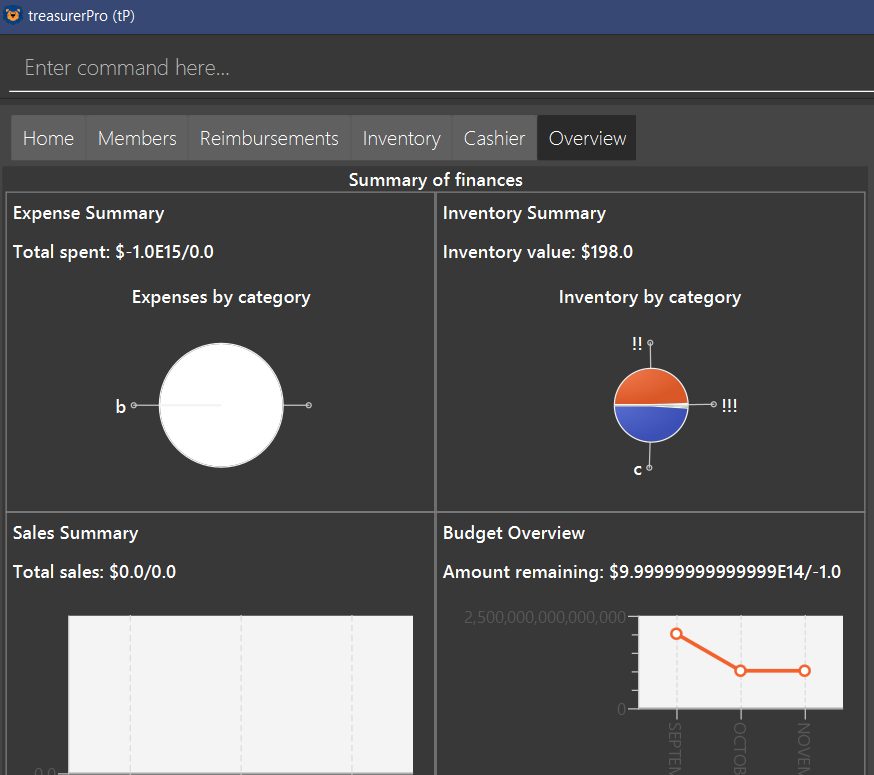 treasurerPro (tP)
Enter command here...
Home Members Reimbursements Inventory Cashier Overview
Summary of finances
Expense Summary
Total spent: $-1.0E15/0.0
Expenses by category
b
Inventory Summary
Inventory value: $198.0
Inventory by category
!!
!!!
c
Sales Summary
Total sales: $0.0/0.0
0.0
Budget Overview
Amount remaining: $9.99999999999999E14/-1.0
2,500,000,000,000,000
0
SEPTEN
OCTOB
NOVEN